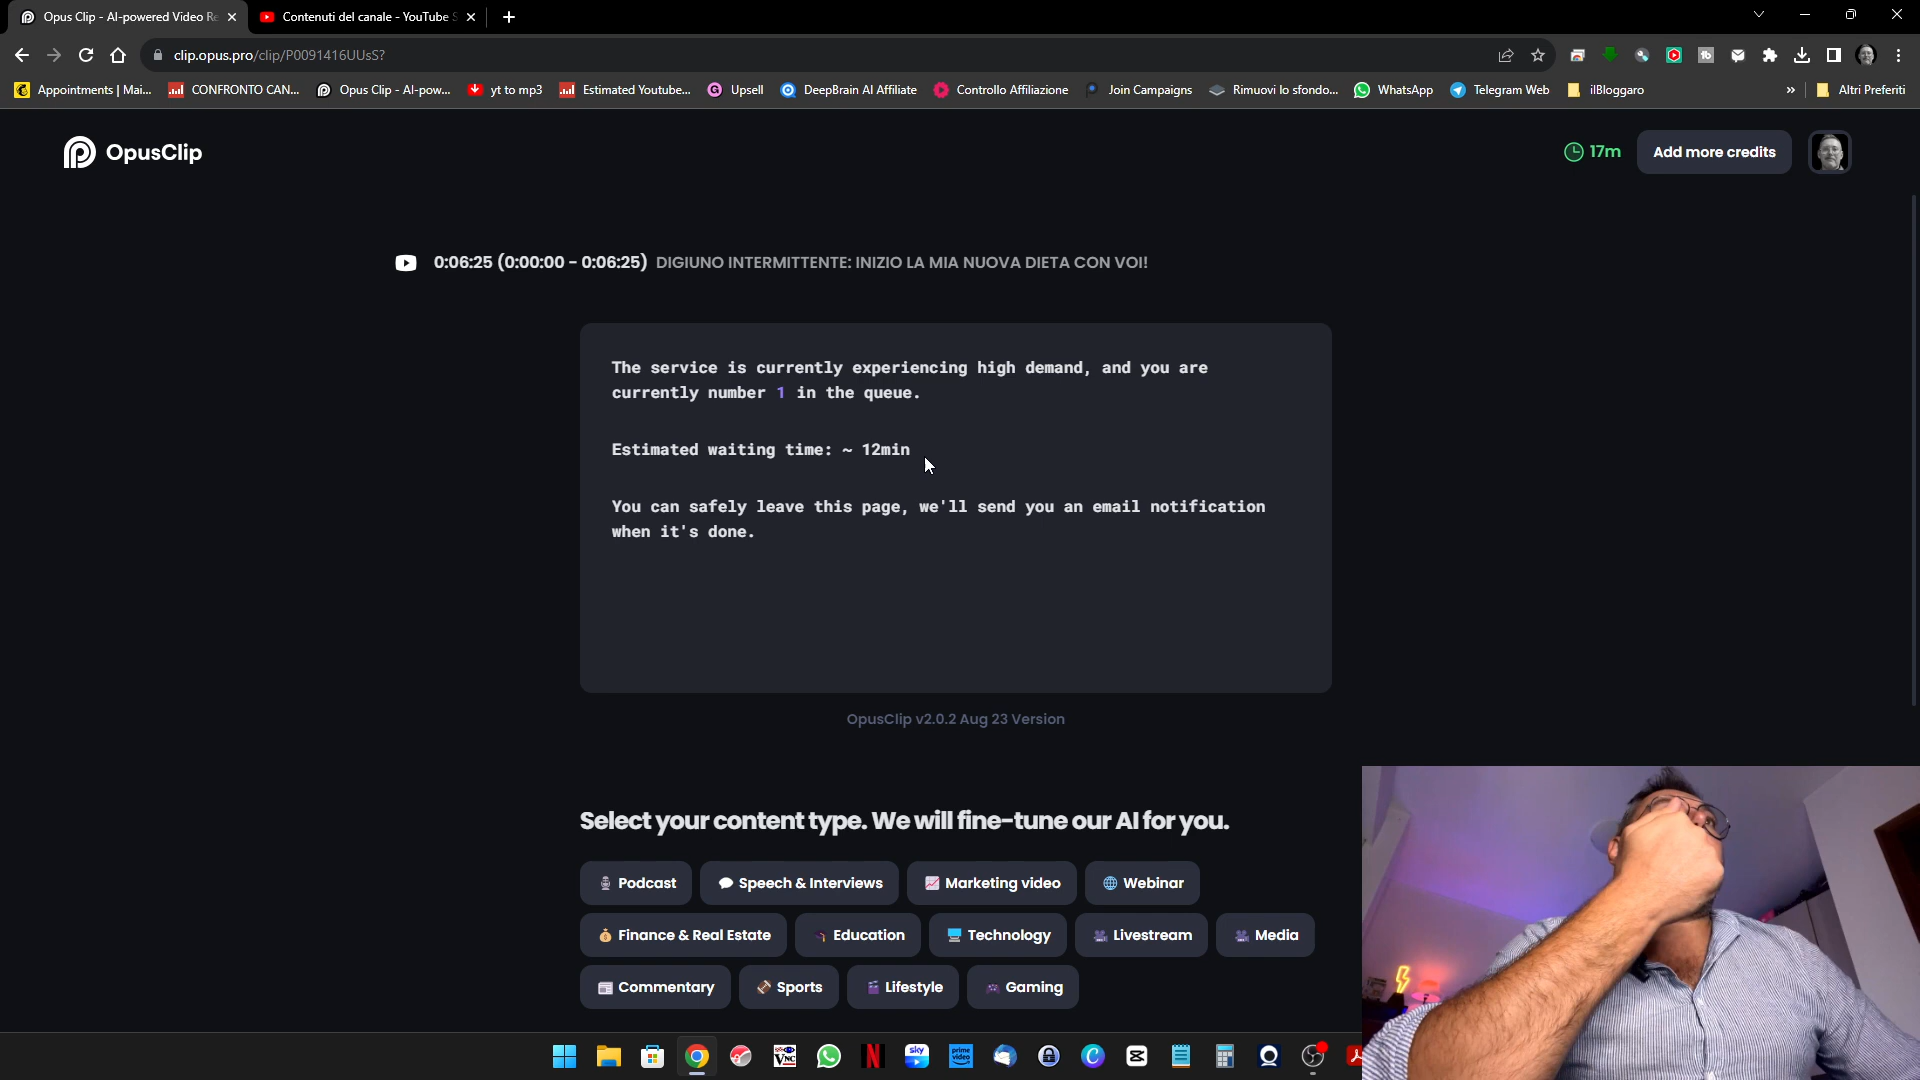 Opus Clip - AI-powered Video Re
Contenuti del canale - YouTube S
clip.opus.pro/clip/P0091416UUsS?
Appointments | Mai...
CONFRONTO CAN...
Opus Clip - AI-pow...
yt to mp3
Estimated Youtube...
Upsell
DeepBrain AI Affiliate
Controllo Affiliazione
Join Campaigns
Rimuovi lo sfondo...
WhatsApp
Telegram Web
ilBloggaro
»
Altri Preferiti
OpusClip
17m
Add more credits
0:06:25 (0:00:00 - 0:06:25) DIGIUNO INTERMITTENTE: INIZIO LA MIA NUOVA DIETA CON VOI!
The service is currently experiencing high demand, and you are
currently number 1 in the queue.
Estimated waiting time: ~ 12min
You can safely leave this page, we'll send you an email notification
when it's done.
OpusClip v2.0.2 Aug 23 Version
Select your content type. We will fine-tune our AI for you.
Podcast
Speech & Interviews
Marketing video
Webinar
Finance & Real Estate
Education
Technology
Livestream
Media
Commentary
Sports
Lifestyle
Gaming
VNC
N
sky
prime video